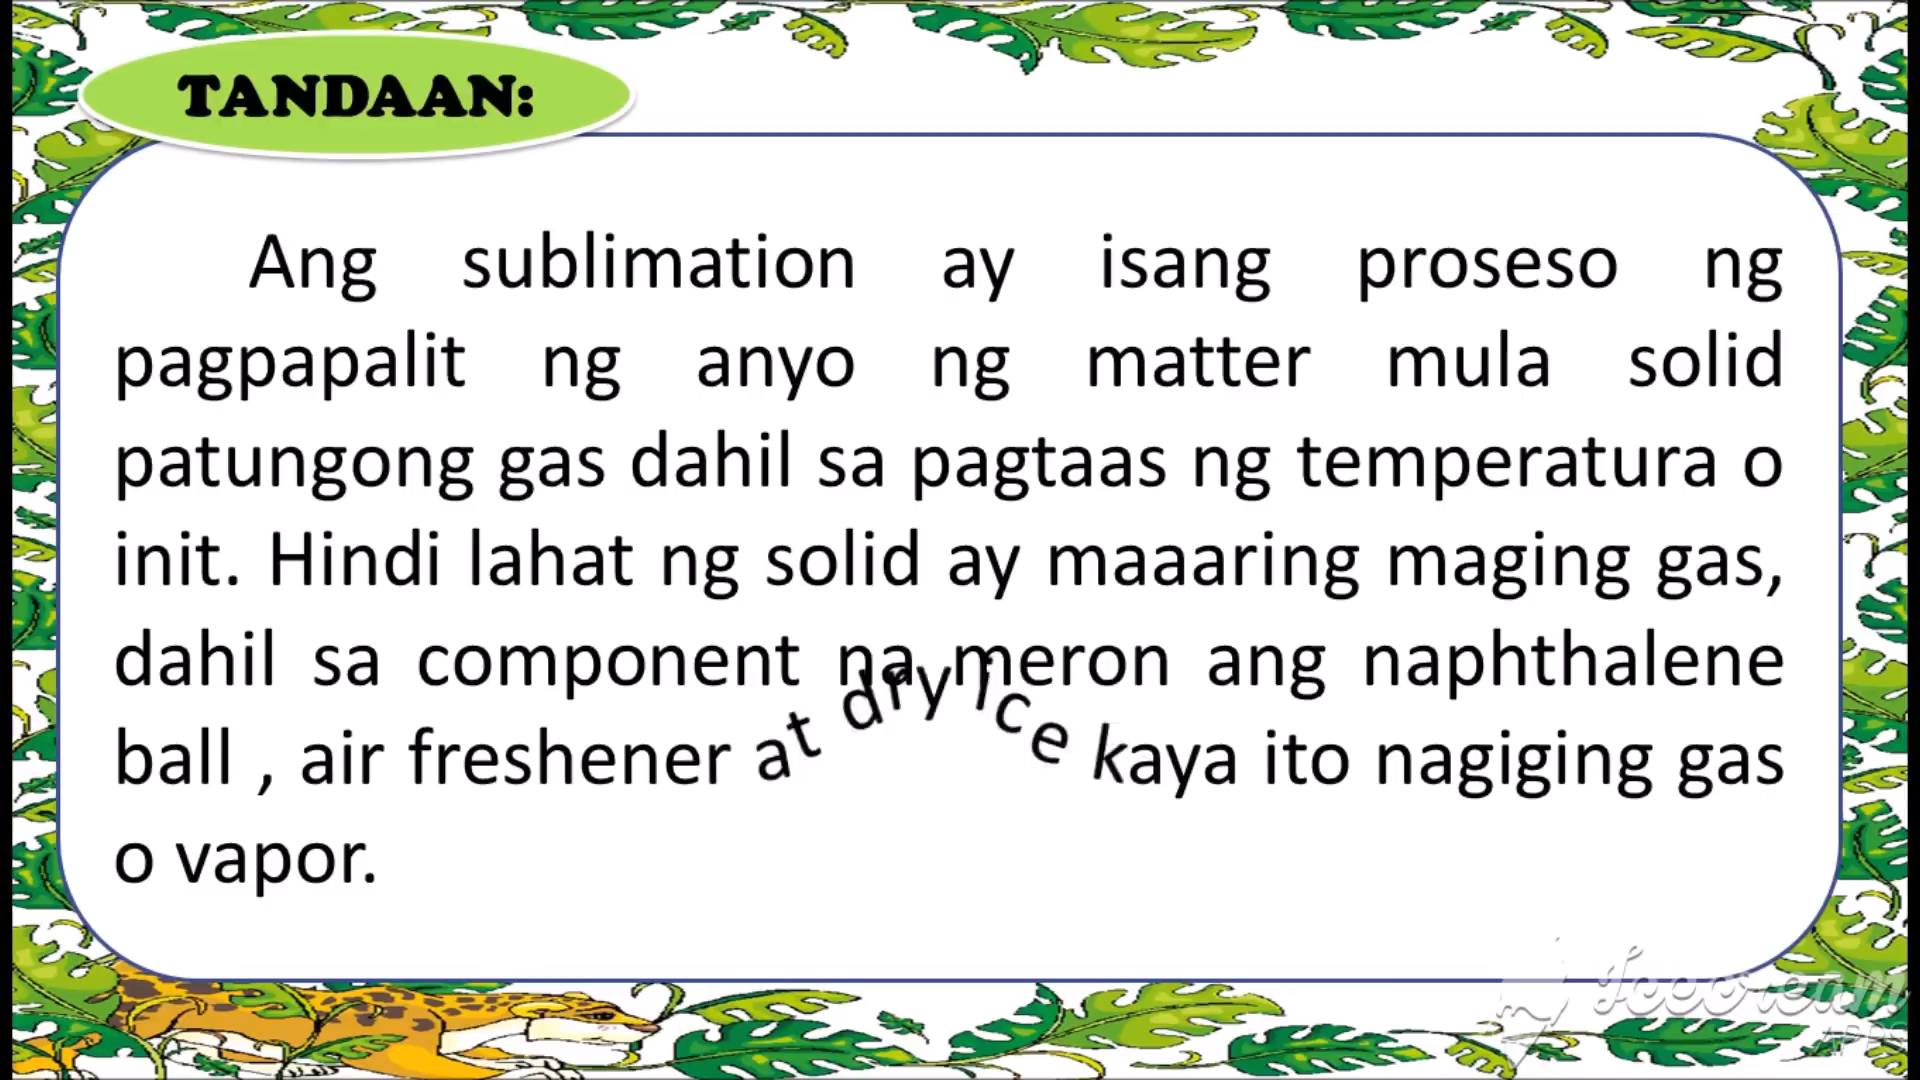 TANDAAN:
Ang sublimation ay isang proseso ng
pagpapalit ng anyo ng matter mula solid
patungong gas dahil sa pagtaas ng temperatura o
init. Hindi lahat ng solid ay maaaring maging gas,
dahil sa component na meron ang naphthalene
ball , air freshener at dry ice kaya ito nagiging gas
o vapor.
Icecream
APPS